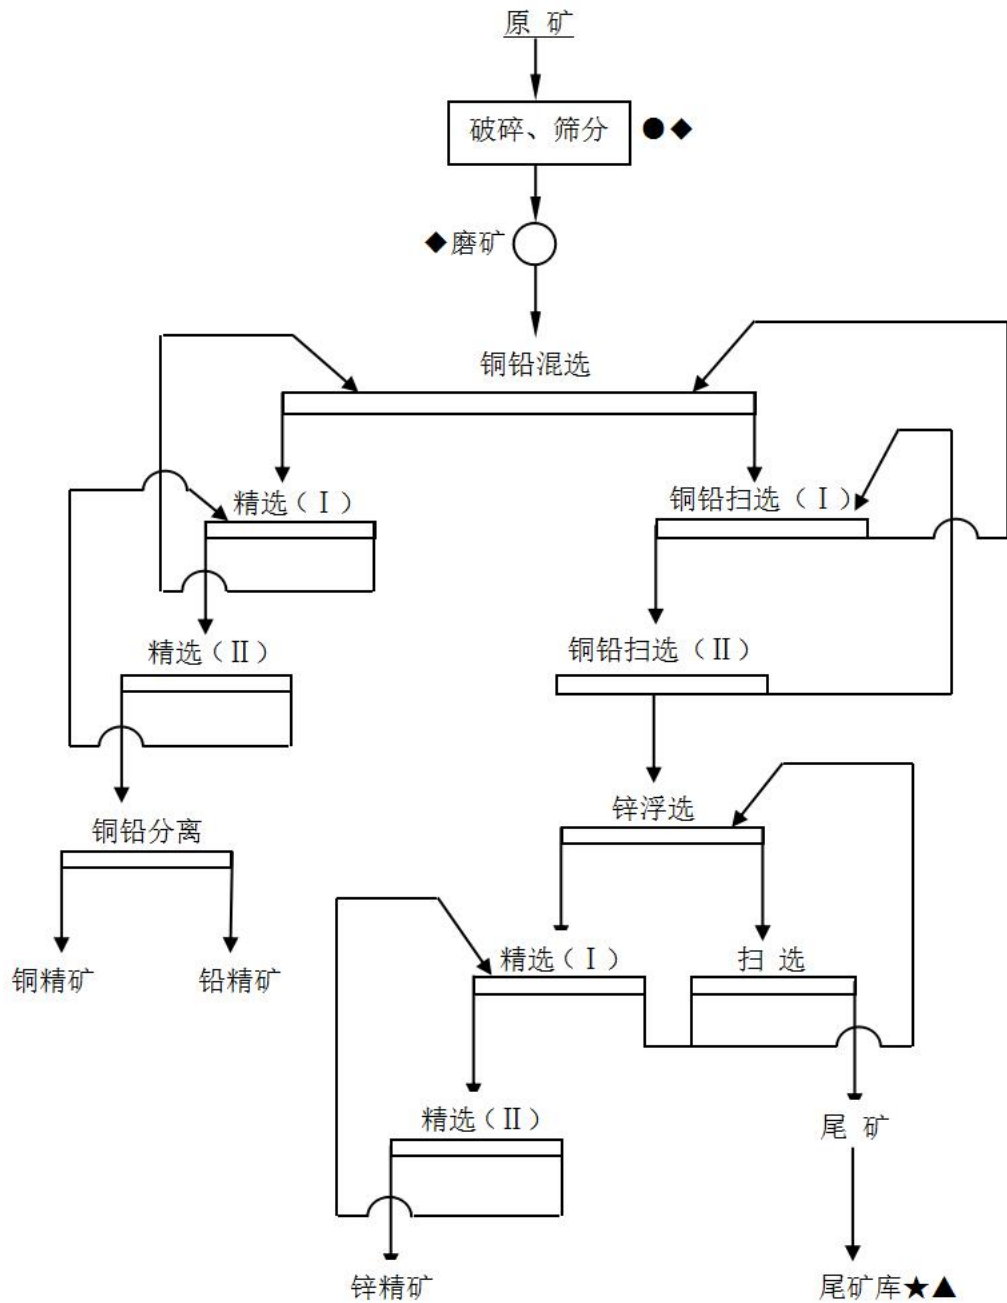 原 矿
破碎、筛分 ●◆
◆磨矿
铜铅混选
精选（Ⅰ）
铜铅扫选（Ⅰ）
精选（Ⅱ）
铜铅扫选（Ⅱ）
锌浮选
铜铅分离
精选（Ⅰ）
扫 选
铜精矿
铅精矿
精选（Ⅱ）
尾 矿
锌精矿
尾矿库★▲